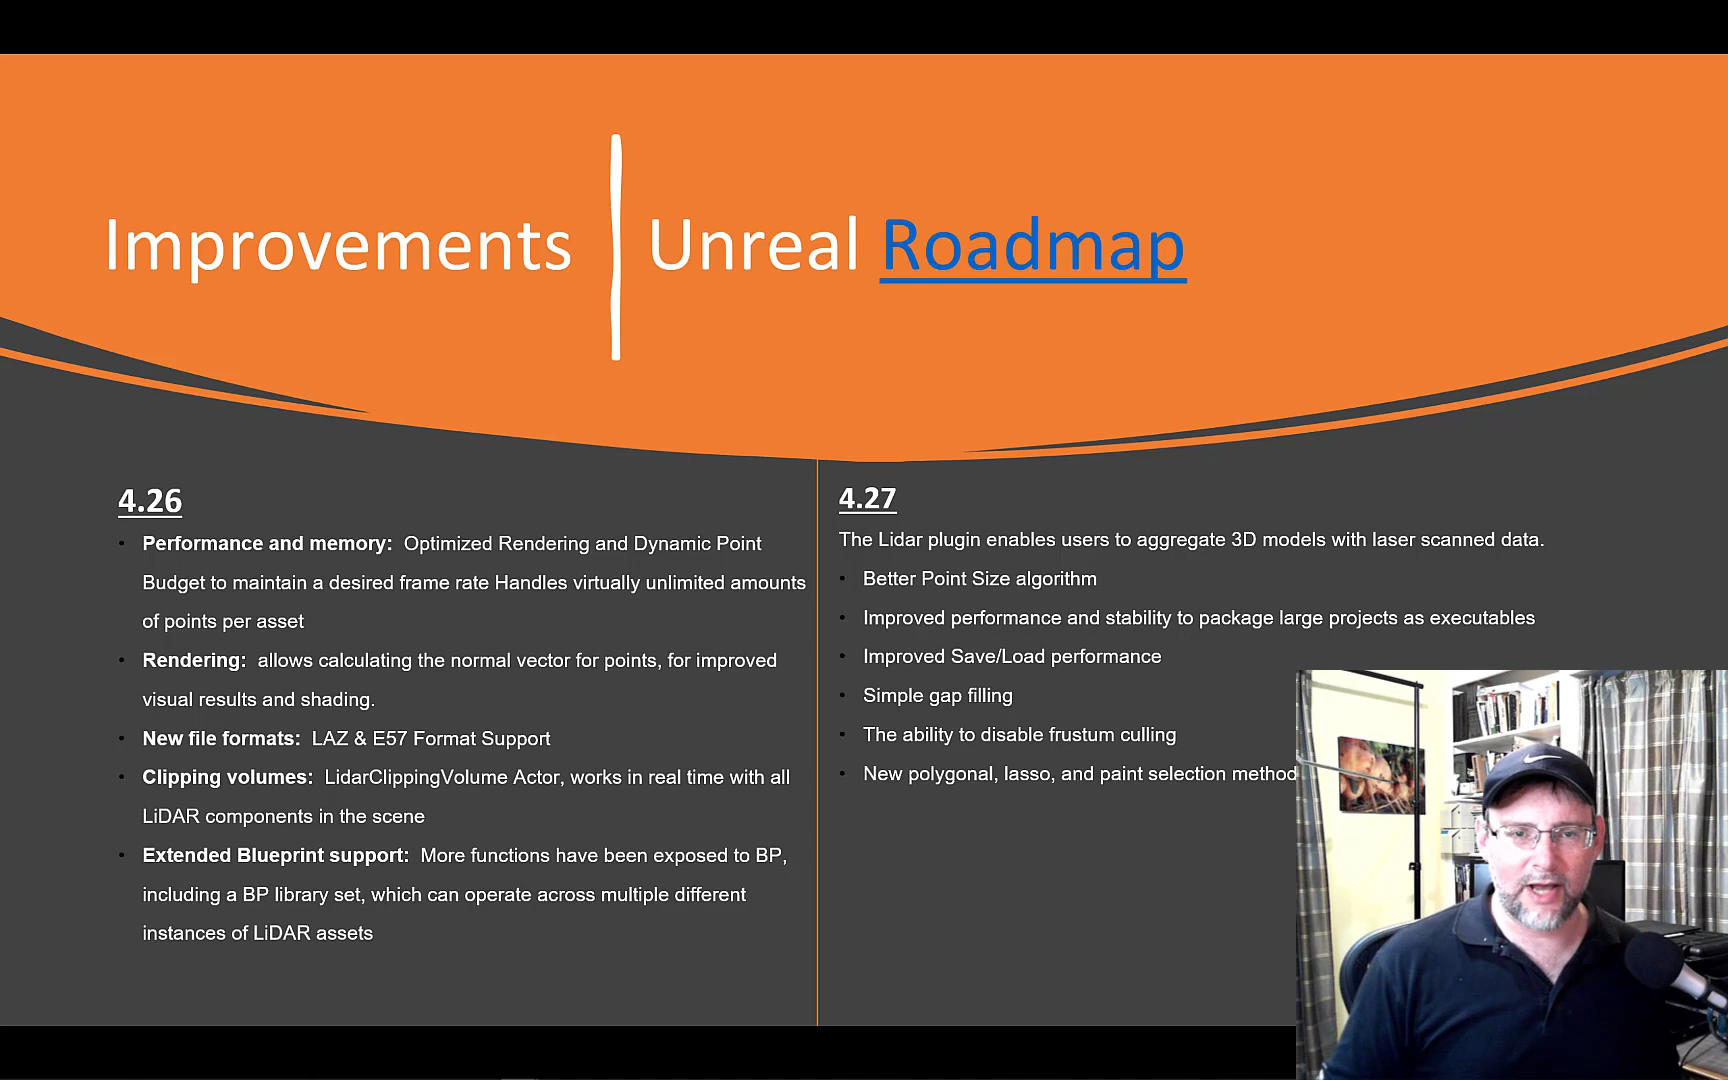 Improvements
Unreal Roadmap
4.26
Performance and memory: Optimized Rendering and Dynamic Point
Budget to maintain a desired frame rate Handles virtually unlimited amounts
of points per asset
Rendering: allows calculating the normal vector for points, for improved
visual results and shading.
New file formats: LAZ & E57 Format Support
Clipping volumes: LidarClippingVolume Actor, works in real time with all
LiDAR components in the scene
Extended Blueprint support: More functions have been exposed to BP,
including a BP library set, which can operate across multiple different
instances of LiDAR assets
4.27
The Lidar plugin enables users to aggregate 3D models with laser scanned data.
Better Point Size algorithm
Improved performance and stability to package large projects as executables
Improved Save/Load performance
Simple gap filling
The ability to disable frustum culling
New polygonal, lasso, and paint selection method